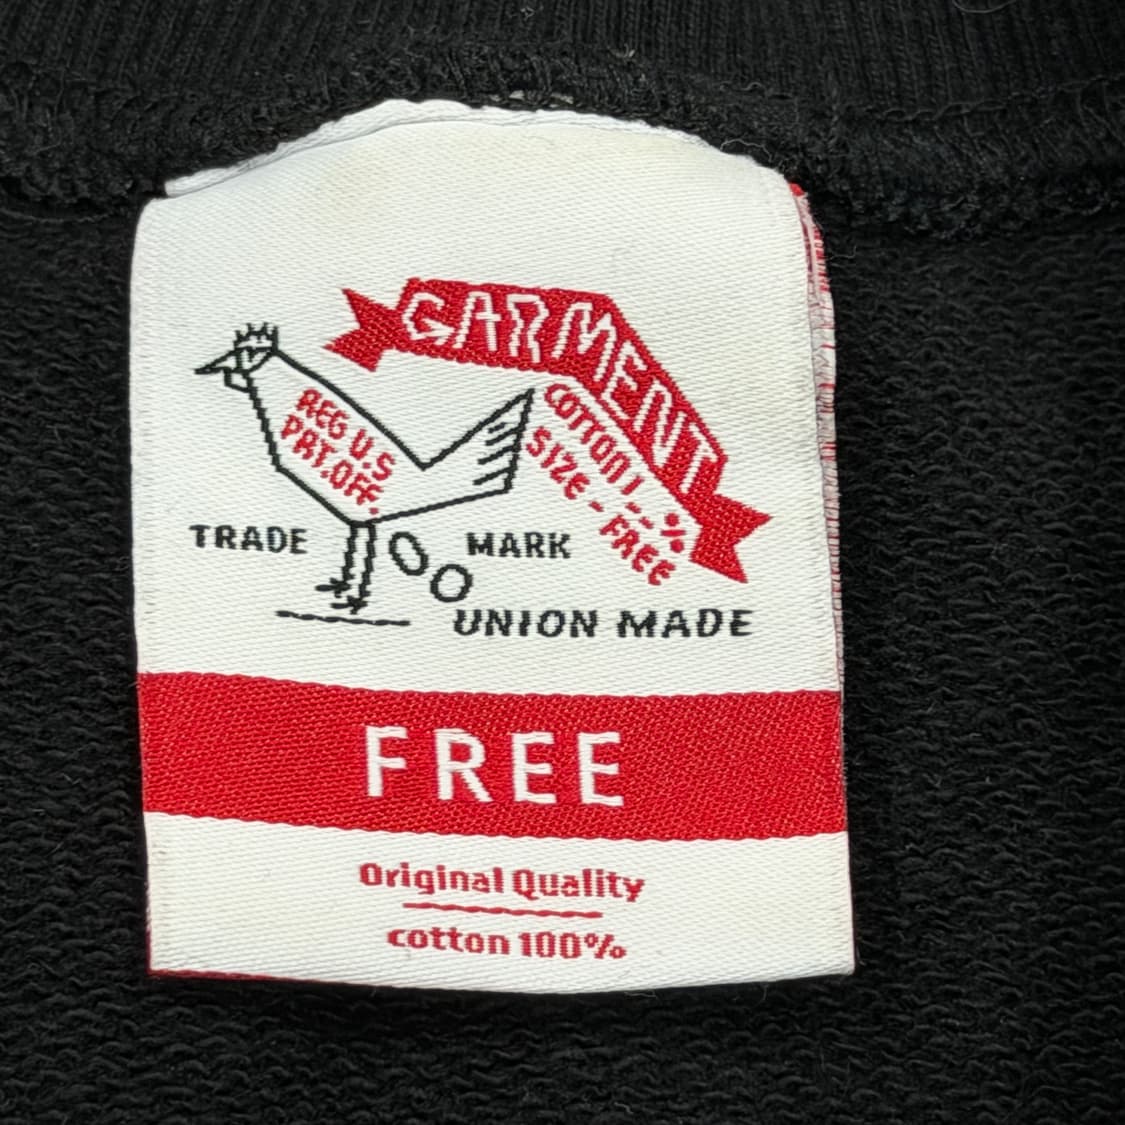 GARMENT
COTTON 1--%
SIZE - FREE
REG U.S
PAT.OFF.
TRADE MARK
UNION MADE
FREE
Original Quality
cotton 100%